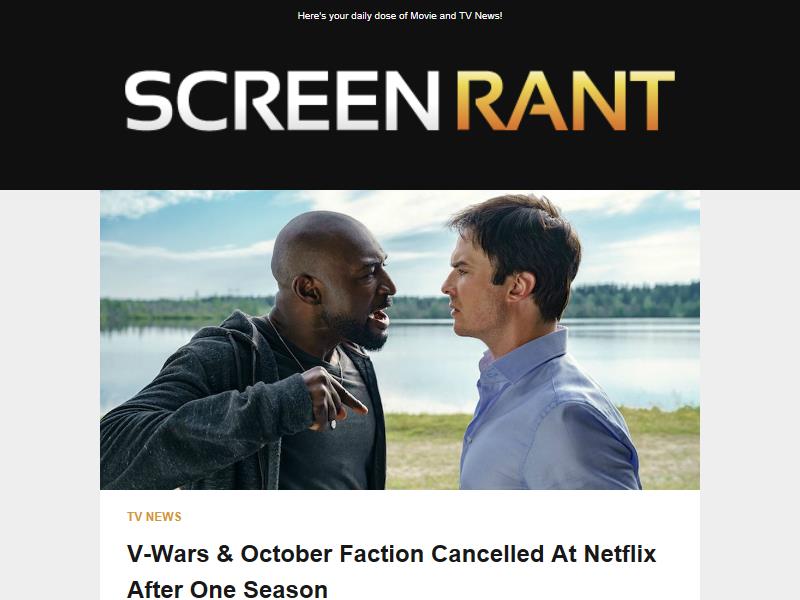 Here's your daily dose of Movie and TV News!
SCREEN RANT
TV NEWS
V-Wars & October Faction Cancelled At Netflix
After One Season